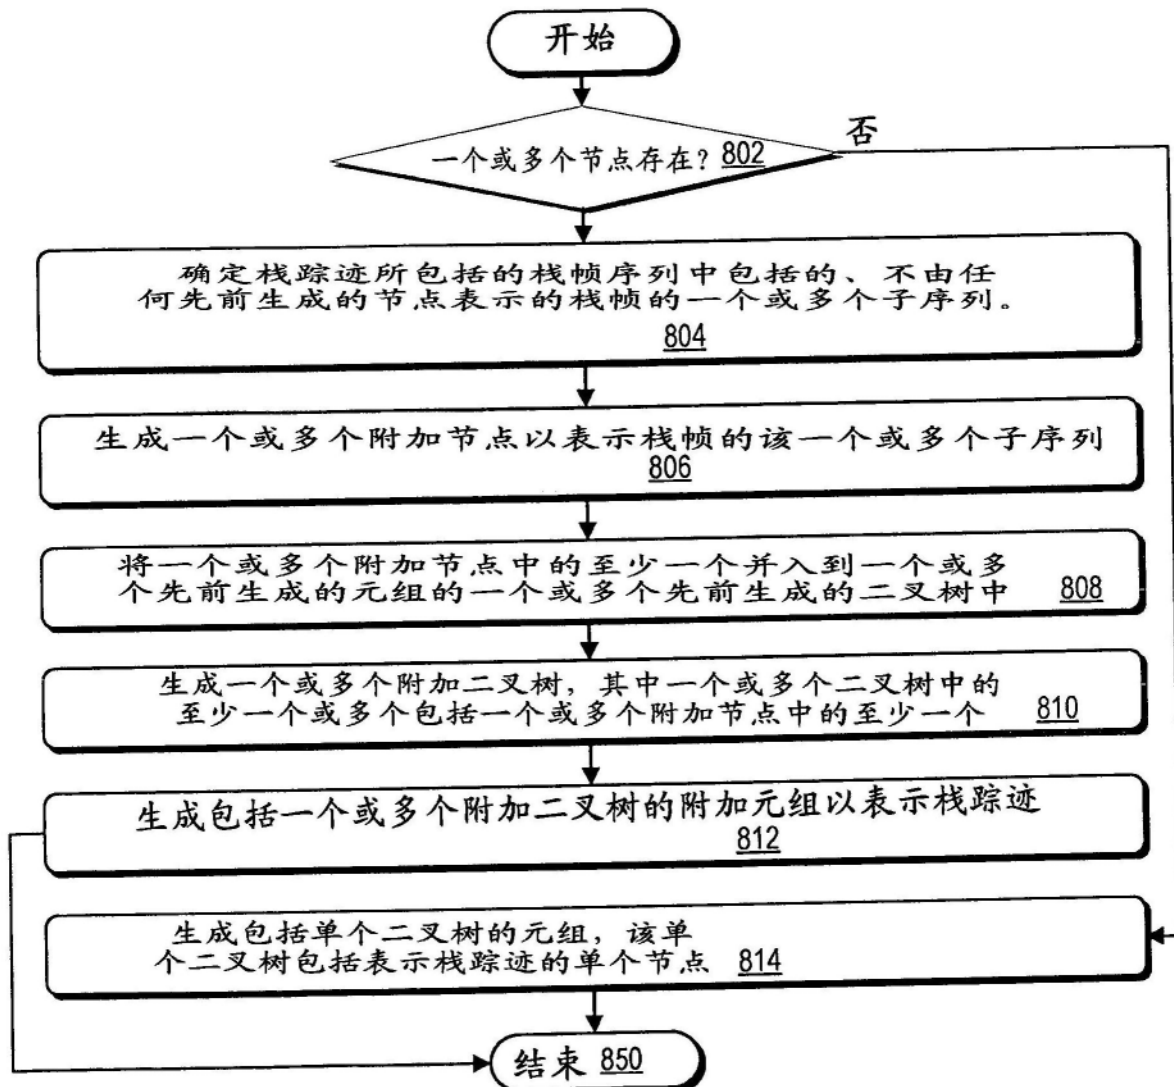 开始
否
一个或多个节点存在? 802
确定栈踪迹所包括的栈帧序列中包括的、不由任
何先前生成的节点表示的栈帧的一个或多个子序列。
804
生成一个或多个附加节点以表示栈帧的该一个或多个子序列
806
将一个或多个附加节点中的至少一个并入到一个或多
个先前生成的元组的一个或多个先前生成的二叉树中 808
生成一个或多个附加二叉树，其中一个或多个二叉树中的
至少一个或多个包括一个或多个附加节点中的至少一个 810
生成包括一个或多个附加二叉树的附加元组以表示栈踪迹
812
生成包括单个二叉树的元组，该单
个二叉树包括表示栈踪迹的单个节点 814
结束 850